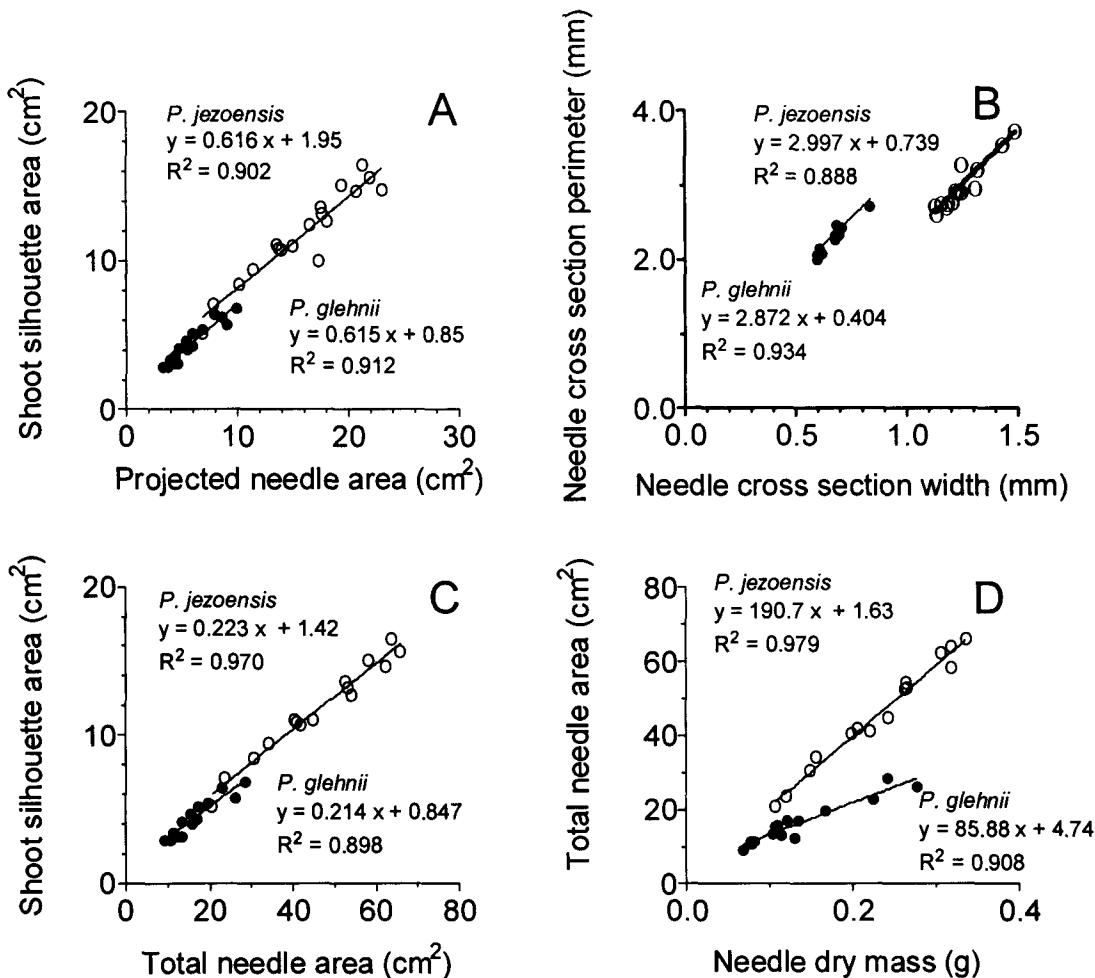 A
Shoot silhouette area (cm2)
20
10
0
P. jezoensis
y = 0.616 x + 1.95
R2 = 0.902
P. glehnii
y = 0.615 x + 0.85
R2 = 0.912
0 10 20 30
Projected needle area (cm2)
B
Needle cross section perimeter (mm)
4.0
2.0
0.0
P. jezoensis
y = 2.997 x + 0.739
R2 = 0.888
P. glehnii
y = 2.872 x + 0.404
R2 = 0.934
0.0 0.5 1.0 1.5
Needle cross section width (mm)
C
Shoot silhouette area (cm2)
20
10
0
P. jezoensis
y = 0.223 x + 1.42
R2 = 0.970
P. glehnii
y = 0.214 x + 0.847
R2 = 0.898
0 20 40 60 80
Total needle area (cm2)
D
Total needle area (cm2)
80
60
40
20
0
P. jezoensis
y = 190.7 x + 1.63
R2 = 0.979
P. glehnii
y = 85.88 x + 4.74
R2 = 0.908
0.0 0.2 0.4
Needle dry mass (g)